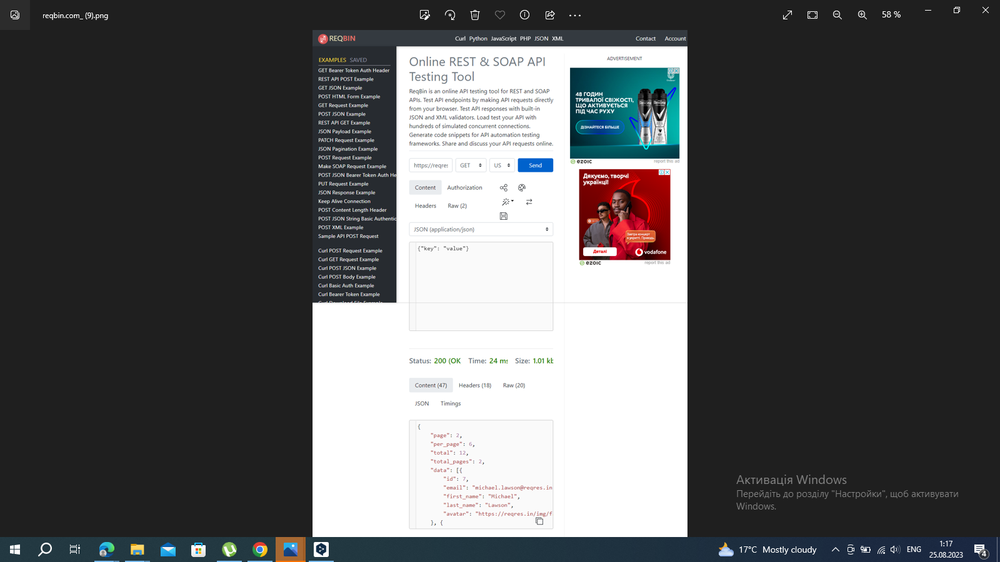 reqbin.com_ (9).png
58 %
REQBIN
Curl Python JavaScript PHP JSON XML
Contact Account
EXAMPLES SAVED
GET Bearer Token Auth Header
REST API POST Example
GET JSON Example
POST HTML Form Example
GET Request Example
POST JSON Example
REST API GET Example
JSON Payload Example
PATCH Request Example
JSON Pagination Example
POST Request Example
Make SOAP Request Example
POST JSON Bearer Token Auth He
PUT Request Example
JSON Response Example
Keep Alive Connection
POST Content Length Header
POST JSON String Basic Authentic
POST XML Example
Sample API POST Request
Curl POST Request Example
Curl GET Request Example
Curl POST JSON Example
Curl POST Body Example
Curl Basic Auth Example
Curl Bearer Token Example
Curl Download File Example
Online REST & SOAP API
Testing Tool
ReqBin is an online API testing tool for REST and SOAP
APIs. Test API endpoints by making API requests directly
from your browser. Test API responses with built-in
JSON and XML validators. Load test your API with
hundreds of simulated concurrent connections.
Generate code snippets for API automation testing
frameworks. Share and discuss your API requests online.
https://reqres GET US Send
Content Authorization
Headers Raw (2)
JSON (application/json)
{"key": "value"}
Status: 200 (OK Time: 24 ms Size: 1.01 kb
Content (47) Headers (18) Raw (20)
JSON Timings
{
"page": 2,
"per_page": 6,
"total": 12,
"total_pages": 2,
"data": [{
"id": 7,
"email": "michael.lawson@reqres.in
"first_name": "Michael",
"last_name": "Lawson",
"avatar": "https://reqres.in/img/f
}, {
ADVERTISEMENT
Unilever
48 ГОДИН
ТРИВАЛОЇ СВІЖОСТІ,
ЩО АКТИВУЄТЬСЯ
ПІД ЧАС РУХУ
ДІЗНАЙТЕСЯ БІЛЬШЕ
Rexona Rexona
ezoic report this ad
Дякуємо, творчі
українці!
Завтра концерт
в укритті. Приходь.
Деталі
vodafone
ezoic report this ad
Активація Windows
Перейдіть до розділу "Настройки", щоб активувати
Windows.
17°C Mostly cloudy
ENG
1:17
25.08.2023
4